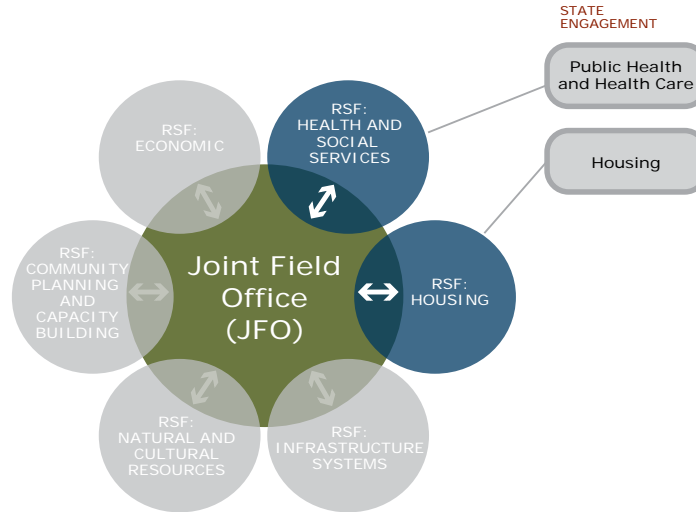 STATE
ENGAGEMENT
Public Health
and Health Care
RSF:
HEALTH AND
SOCIAL
SERVICES
RSF:
ECONOMIC
Housing
RSF:
COMMUNITY
PLANNING
AND
CAPACITY
BUILDING
Joint Field
Office
(JFO)
RSF:
HOUSING
RSF:
NATURAL AND
CULTURAL
RESOURCES
RSF:
INFRASTRUCTURE
SYSTEMS